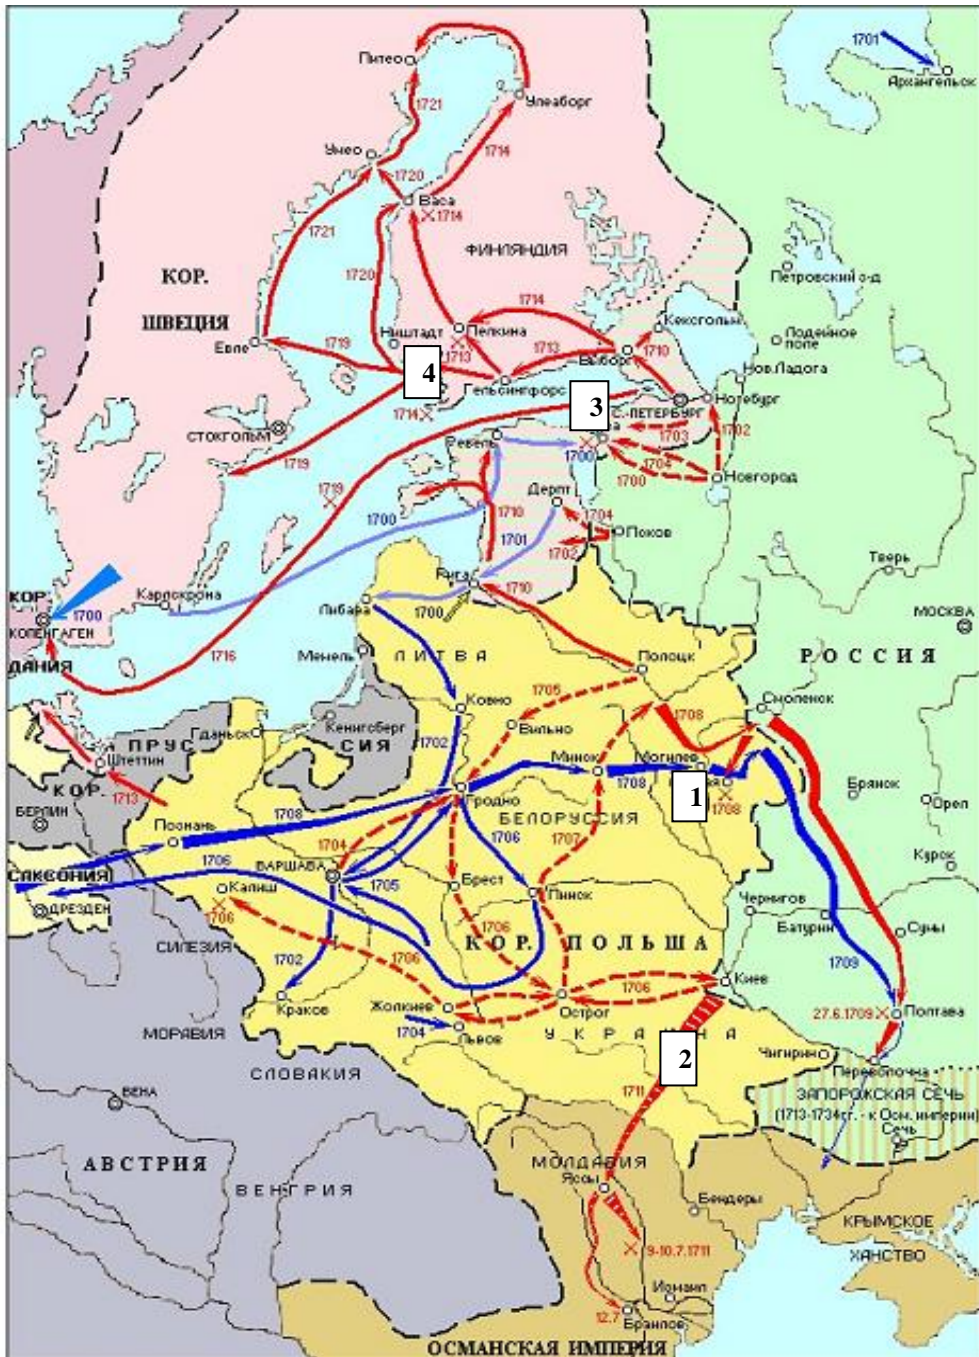 1701
Архангельск
Питео
Улеаборг
1721
1714
Умео
1720
Васа
1714
1721
ФИНЛЯНДИЯ
КОР.
ШВЕЦИЯ
1720
Петровский з-д
Ништадт
Пелкина
1714
Кексгольм
Лодейное
поле
Евле
1719
4
1713
1713
Выборг
1710
Нов.Ладога
Гельсингфорс
1714
3
С.-ПЕТЕРБУРГ
Нотебург
СТОКГОЛЬМ
Ревель
а
1703
1702
1700
1704
1700
Новгород
1719
1719
Дерпт
1710
1704
Псков
1700
1701
1702
Тверь
КОР.
1700
Карлскрона
Рига
1710
КОПЕНГАГЕН
Либава
1700
МОСКВА
ДАНИЯ
1716
Мемель
ЛИТВА
Полоцк
РОССИЯ
1705
Смоленск
Ковно
1708
ПРУС
Гданьск
Кенигсберг
СИЯ
Вильно
1702
Штеттин
Минск
Могилев
КОР.
1713
1708
1
ая
1708
Брянск
БЕРЛИН
Гродно
Орел
Познань
1708
БЕЛОРУССИЯ
1704
1706
1707
1706
ВАРШАВА
Курск
САКСОНИЯ
Калиш
1705
Брест
Пинск
ДРЕЗДЕН
1706
Чернигов
Батурин
Сумы
СИЛЕЗИЯ
1702
1706
1706
КОР. ПОЛЬША
1709
Киев
1706
Краков
Жолкиев
Острог
МОРАВИЯ
1704
Львов
УКРАИНА
27.6.1709
Полтава
2
Чигирин
СЛОВАКИЯ
Переволочна
ВЕНА
1711
ЗАПОРОЖСКАЯ СЕЧЬ
(1713-1734гг. - к Осм. империи)
Сечь
АВСТРИЯ
МОЛДАВИЯ
Яссы
ВЕНГРИЯ
Бендеры
КРЫМСКОЕ
9-10.7.1711
ХАНСТВО
Измаил
12.7
Браилов
ОСМАНСКАЯ ИМПЕРИЯ